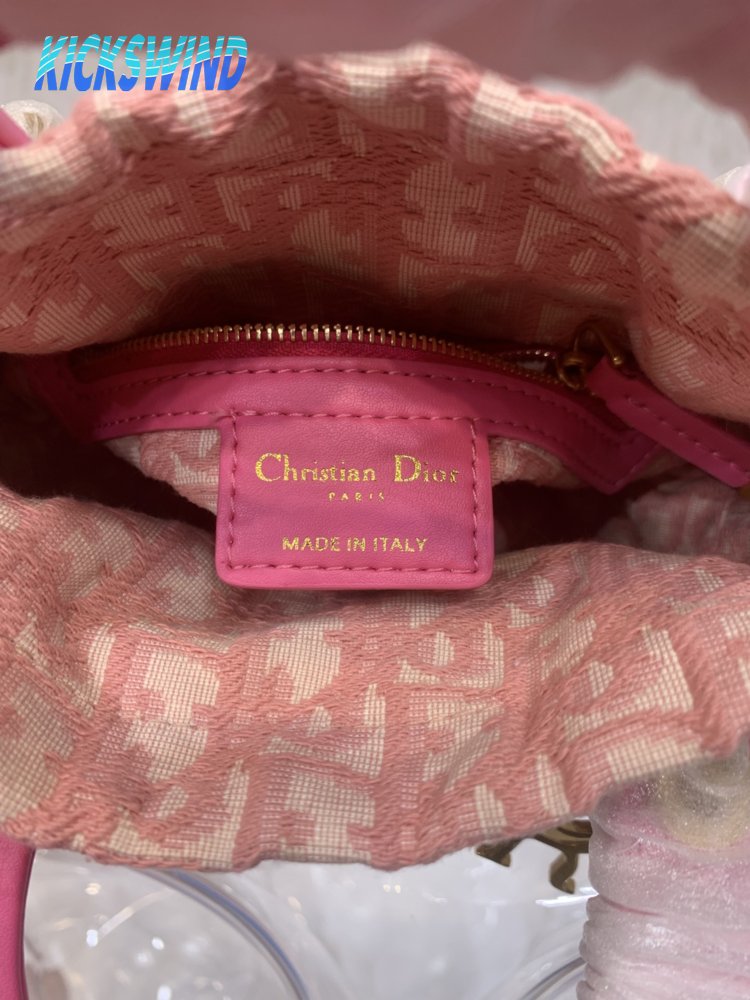 KICKSWIND
Christian Dior
PARIS
MADE IN ITALY